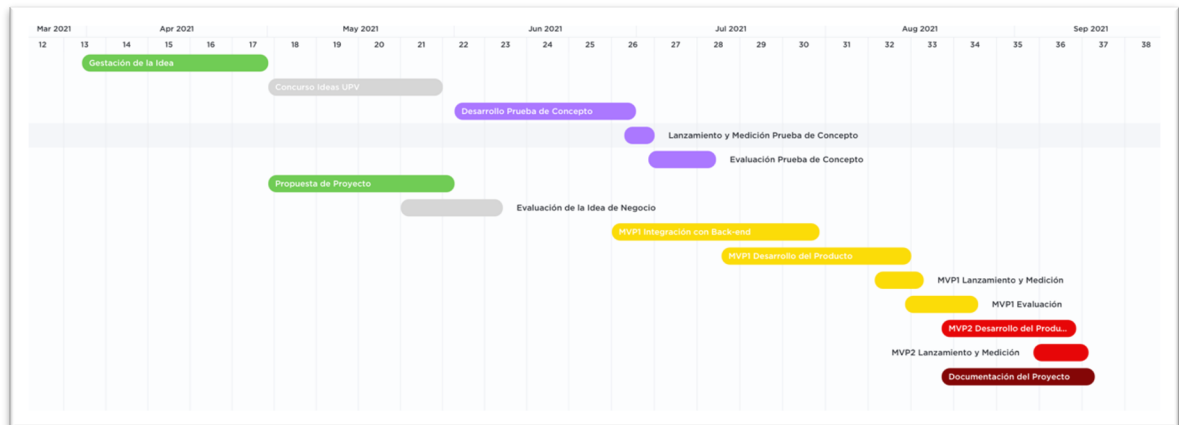 Mar 2021 Apr 2021 May 2021 Jun 2021 Jul 2021 Aug 2021 Sep 2021
12 13 14 15 16 17 18 19 20 21 22 23 24 25 26 27 28 29 30 31 32 33 34 35 36 37 38
Gestación de la Idea
Concurso Ideas UPV
Desarrollo Prueba de Concepto
Lanzamiento y Medición Prueba de Concepto
Evaluación Prueba de Concepto
Propuesta de Proyecto
Evaluación de la Idea de Negocio
MVP1 Integración con Back-end
MVP1 Desarrollo del Producto
MVP1 Lanzamiento y Medición
MVP1 Evaluación
MVP2 Desarrollo del Produ...
MVP2 Lanzamiento y Medición
Documentación del Proyecto